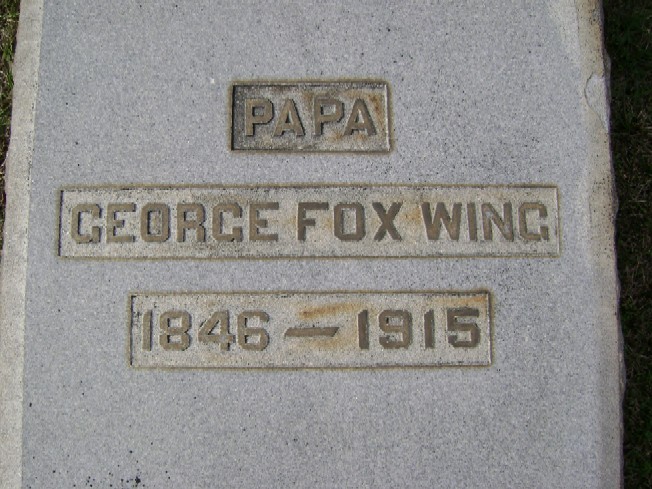 PAPA
GEORGE FOX WING
1846 — 1915